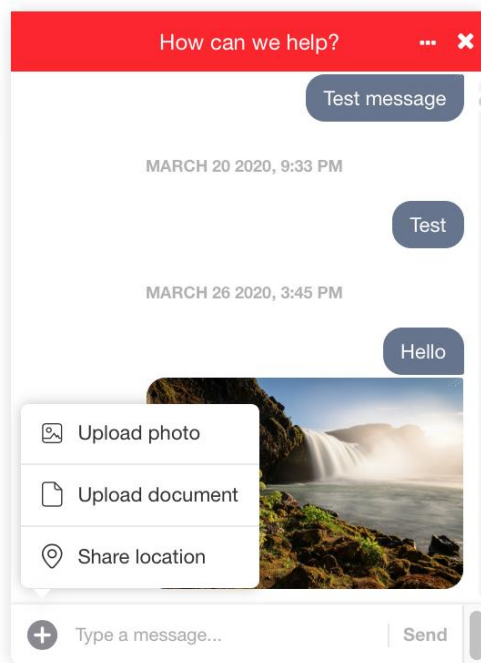 How can we help?
Test message
MARCH 20 2020, 9:33 PM
Test
MARCH 26 2020, 3:45 PM
Hello
Upload photo
Upload document
Share location
Type a message...
Send